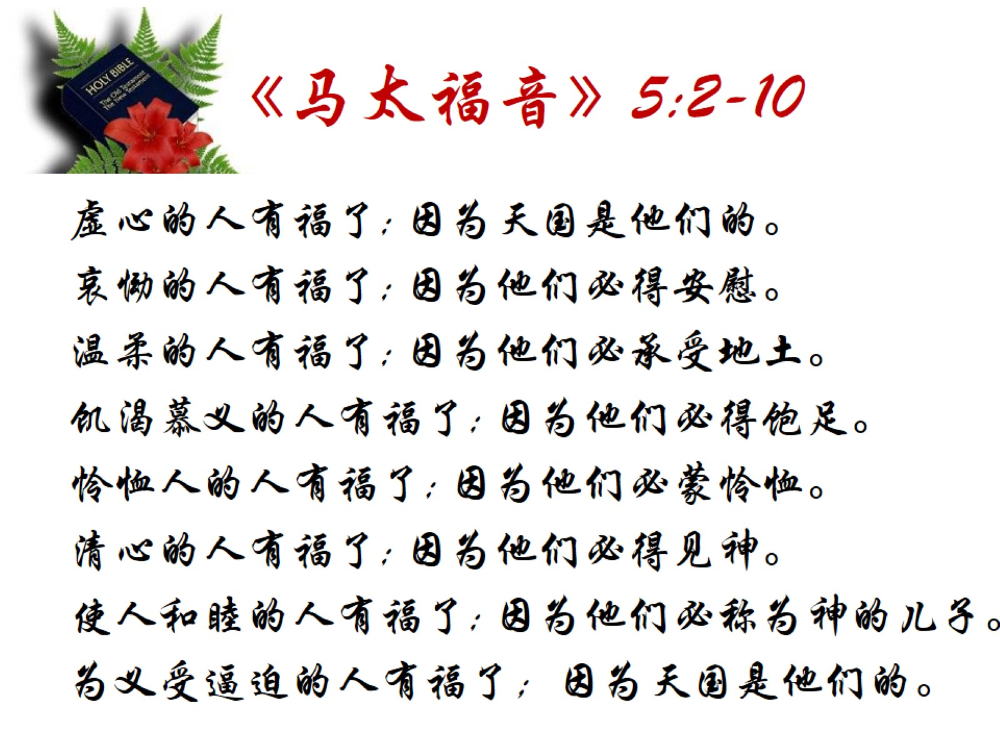 HOLY BIBLE
The Old Testament
The New Testament
《马太福音》5:2-10
虚心的人有福了；因为天国是他们的。
哀恸的人有福了；因为他们必得安慰。
温柔的人有福了；因为他们必承受地土。
饥渴慕义的人有福了；因为他们必得饱足。
怜恤人的人有福了；因为他们必蒙怜恤。
清心的人有福了；因为他们必得见神。
使人和睦的人有福了；因为他们必称为神的儿子。
为义受逼迫的人有福了；因为天国是他们的。